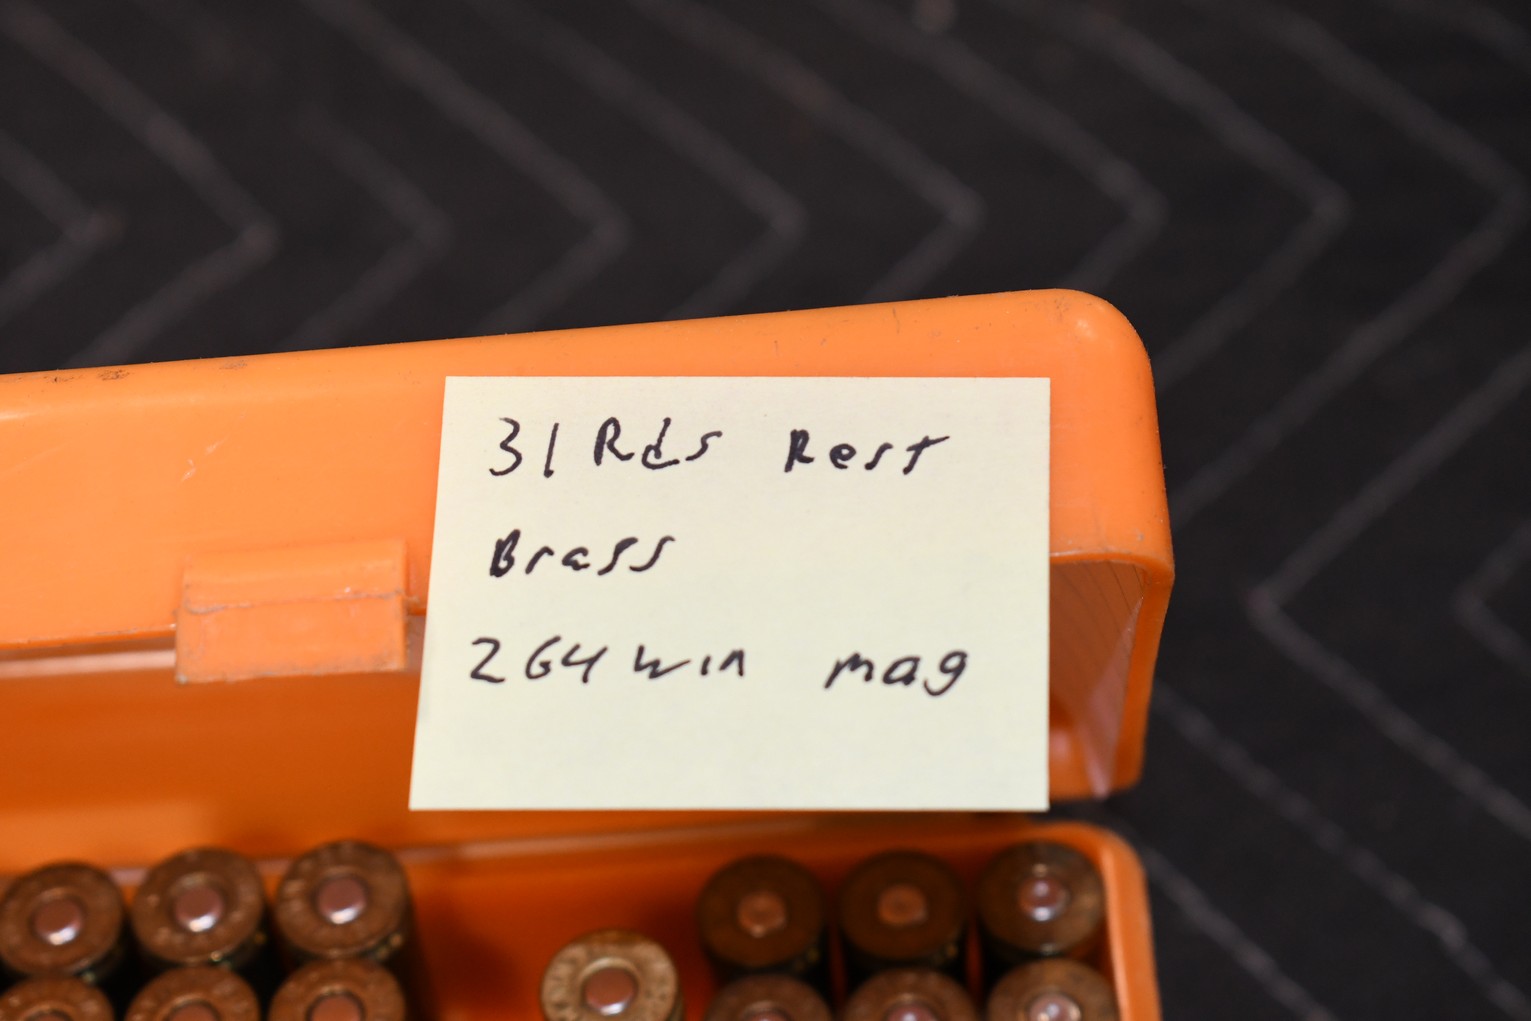 31 Rds Rest
Brass
264 win mag